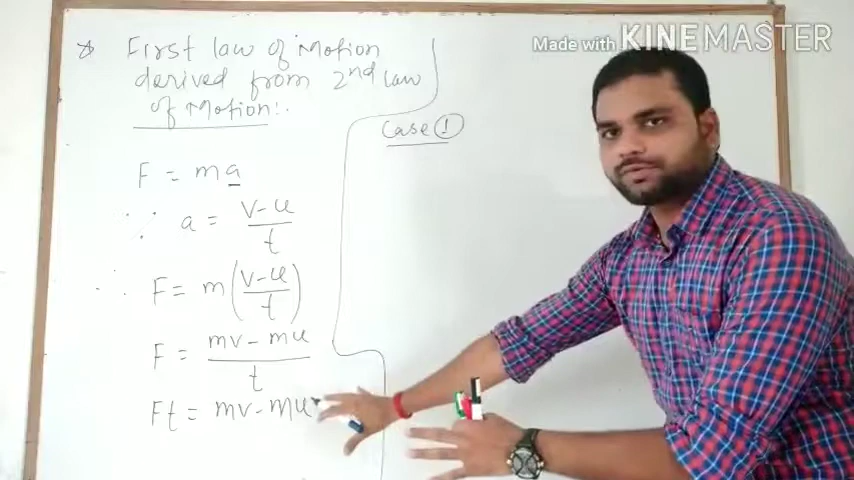 Made with KINEMASTER
☆ First law of Motion
derived from 2nd law
of Motion:.
Case ①
F = ma
∵ a = v-u/t
∴ F = m(v-u/t)
F = mv-mu/t
Ft = mv-mu